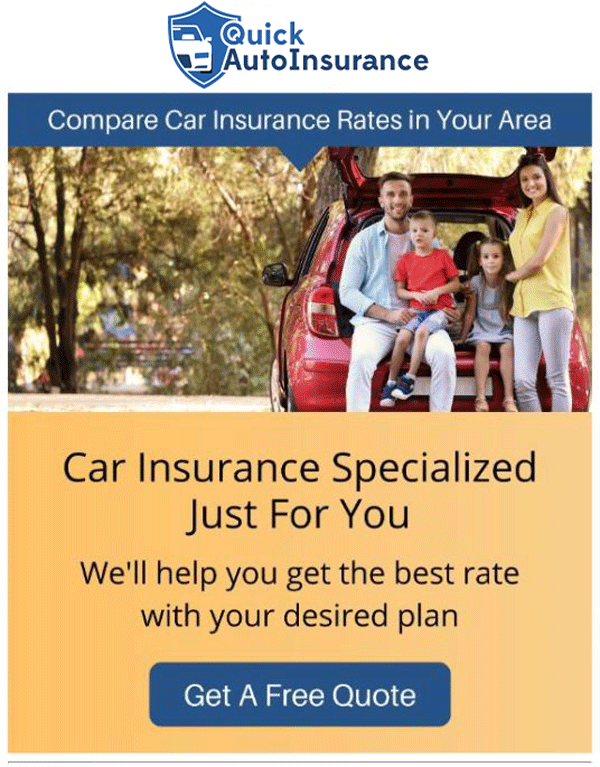 Quick
AutoInsurance
Compare Car Insurance Rates in Your Area
Car Insurance Specialized
Just For You
We'll help you get the best rate
with your desired plan
Get A Free Quote